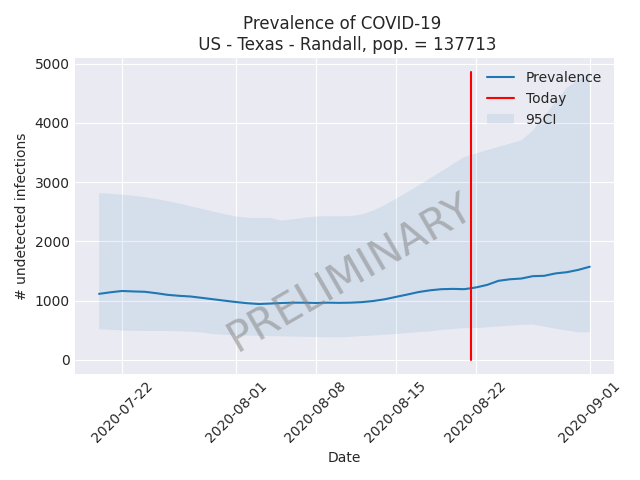 Prevalence of COVID-19
US - Texas - Randall, pop. = 137713
5000
4000
3000
2000
1000
0
# undetected infections
Prevalence
Today
95CI
PRELIMINARY
2020-07-22
2020-08-01
2020-08-08
2020-08-15
2020-08-22
2020-09-01
Date